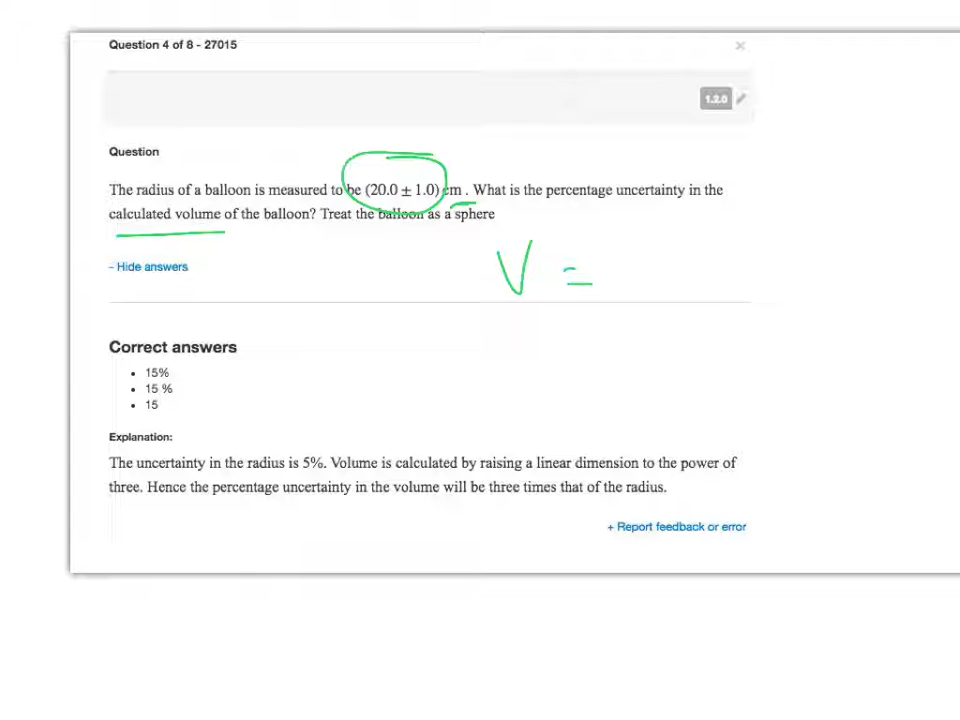 Question 4 of 8 - 27015
×
1.2.0
Question
The radius of a balloon is measured to be (20.0 ± 1.0) cm . What is the percentage uncertainty in the
calculated volume of the balloon? Treat the balloon as a sphere
V =
- Hide answers
Correct answers
• 15%
• 15 %
• 15
Explanation:
The uncertainty in the radius is 5%. Volume is calculated by raising a linear dimension to the power of
three. Hence the percentage uncertainty in the volume will be three times that of the radius.
+ Report feedback or error